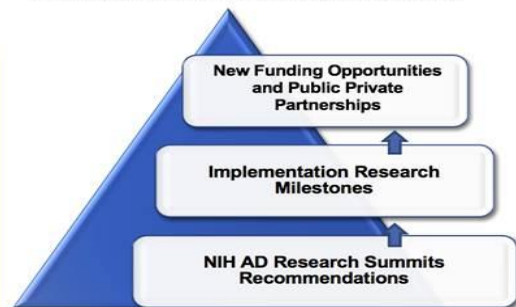 New Funding Opportunities
and Public Private
Partnerships
Implementation Research
Milestones
NIH AD Research Summits
Recommendations